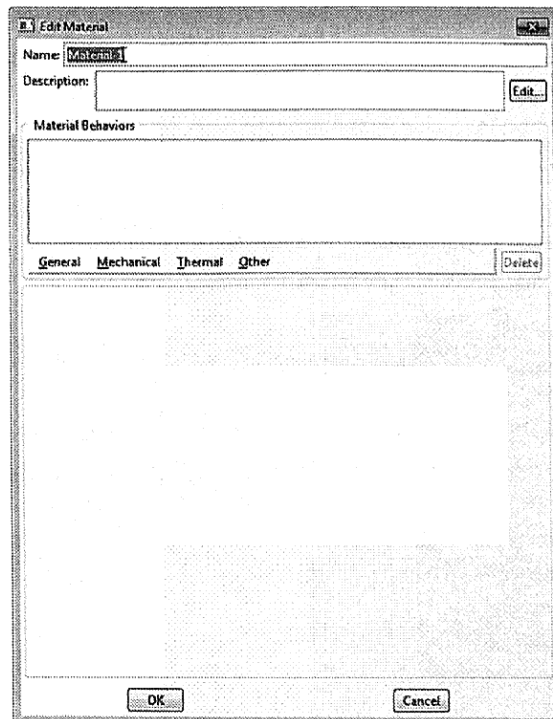 Edit Material
Name: Material-1
Description:
Edit...
Material Behaviors
General Mechanical Thermal Other
Delete
OK Cancel